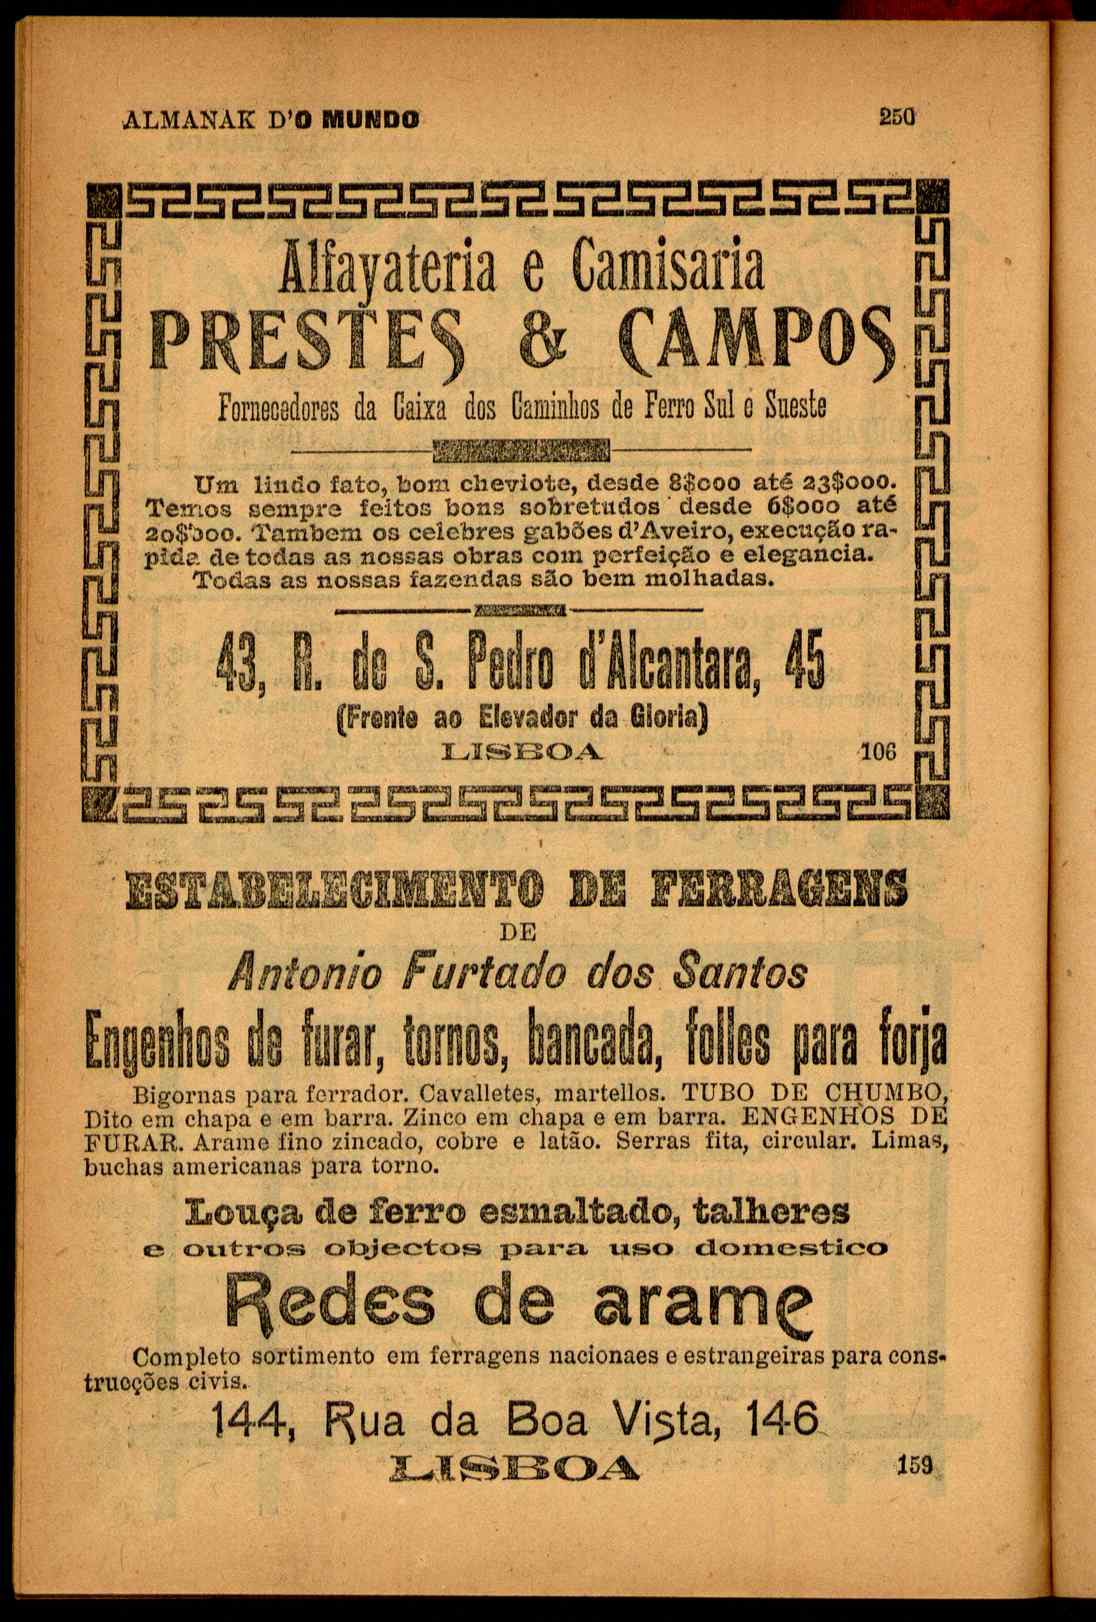 ALMANAK D'O MUNDO 250
Alfayateria e Camisaria
PRESTES & CAMPOS
Fornecedores da Caixa dos Caminhos de Ferro Sul e Sueste
Um lindo fato, bom cheviote, desde 8$000 até 23$000.
Temos sempre feitos bons sobretudos desde 6$000 até
20$000. Tambem os celebres gabões d'Aveiro, execução ra-
pida de todas as nossas obras com perfeição e elegancia.
Todas as nossas fazendas são bem molhadas.
43, R. de S. Pedro d'Alcantara, 45
(Frente ao Elevador da Gloria)
LISBOA 106
ESTABELECIMENTO DE FERRAGENS
DE
Antonio Furtado dos Santos
Engenhos de furar, tornos, bancada, folles para forja
Bigornas para ferrador. Cavalletes, martellos. TUBO DE CHUMBO,
Dito em chapa e em barra. Zinco em chapa e em barra. ENGENHOS DE
FURAR. Arame fino zincado, cobre e latão. Serras fita, circular. Limas,
buchas americanas para torno.
Louça de ferro esmaltado, talheres
e outros objectos para uso domestico
Redes de arame
Completo sortimento em ferragens nacionaes e estrangeiras para cons-
trucções civis.
144, Rua da Boa Vista, 146
LISBOA 159